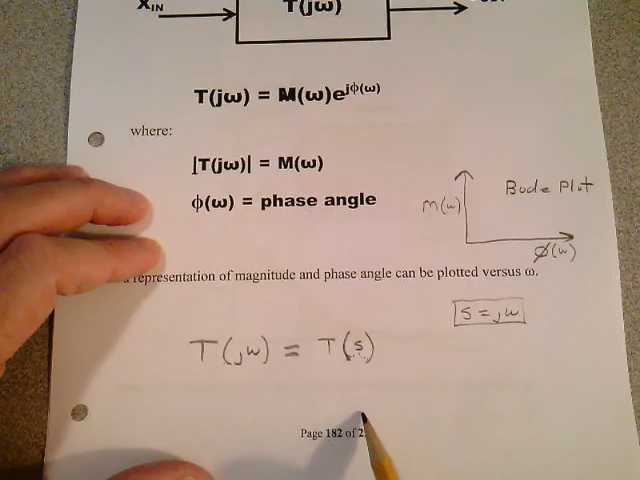 XIN
T(jω)
T(jω) = M(ω)e^jϕ(ω)
where:
|T(jω)| = M(ω)
ϕ(ω) = phase angle
Bode Plot
M(ω)
ϕ(ω)
representation of magnitude and phase angle can be plotted versus ω.
s = jω
T(jω) = T(s)
Page 182 of 2